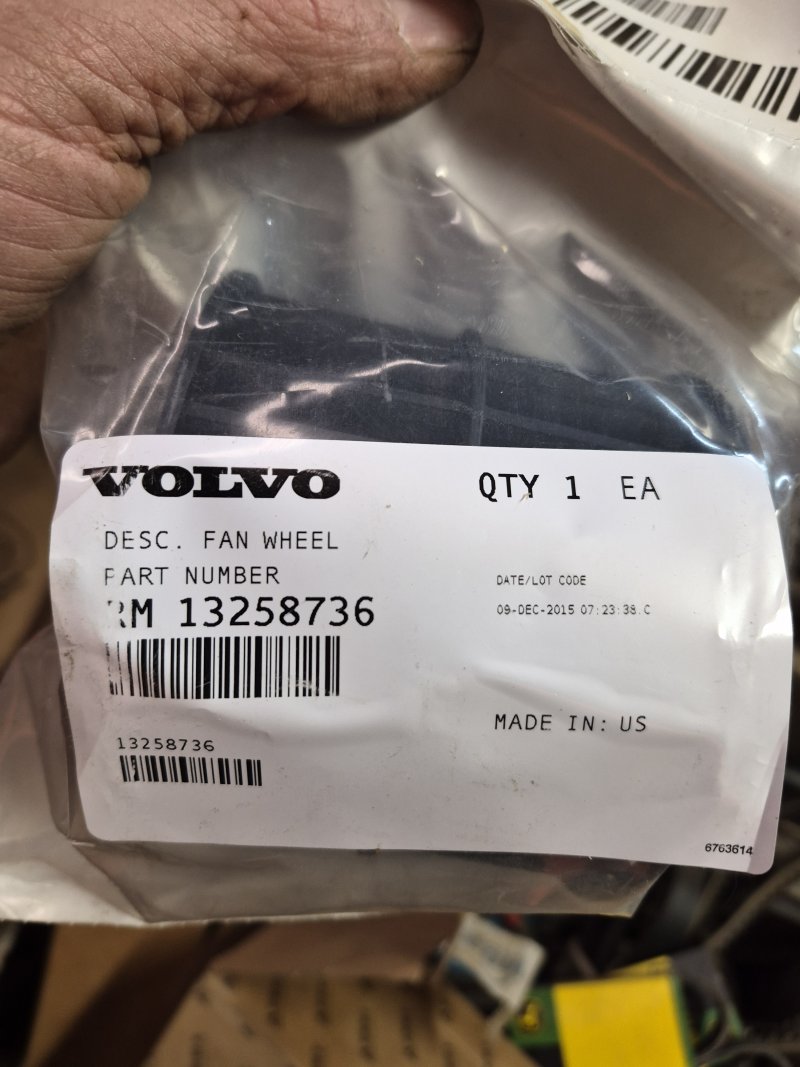 VOLVO
QTY 1 EA
DESC. FAN WHEEL
PART NUMBER
RM 13258736
DATE/LOT CODE
09-DEC-2015 07:23:38.C
MADE IN: US
13258736
6763614